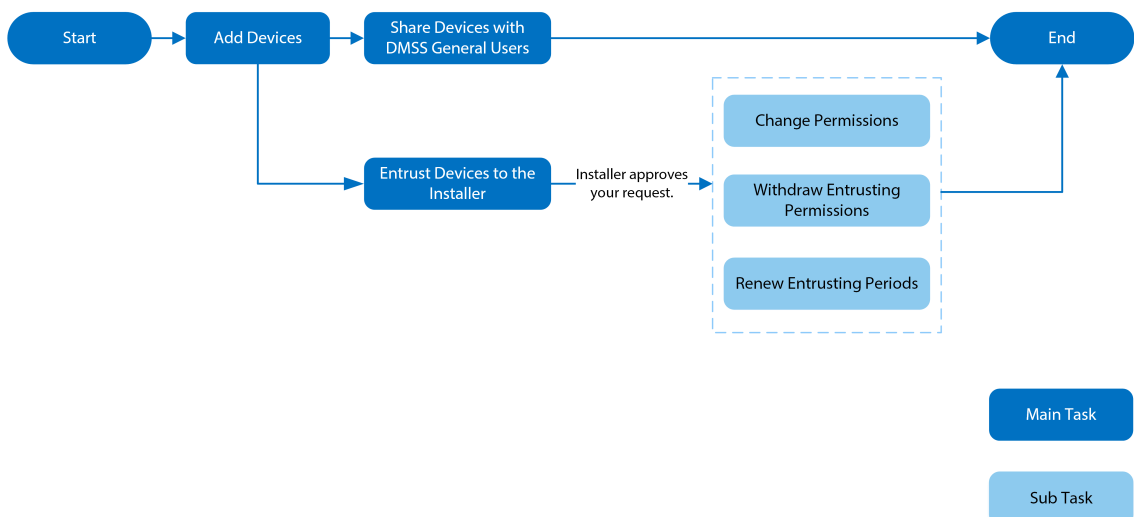 Start
Add Devices
Share Devices with
DMSS General Users
End
Change Permissions
Entrust Devices to the
Installer
Installer approves
your request.
Withdraw Entrusting
Permissions
Renew Entrusting Periods
Main Task
Sub Task